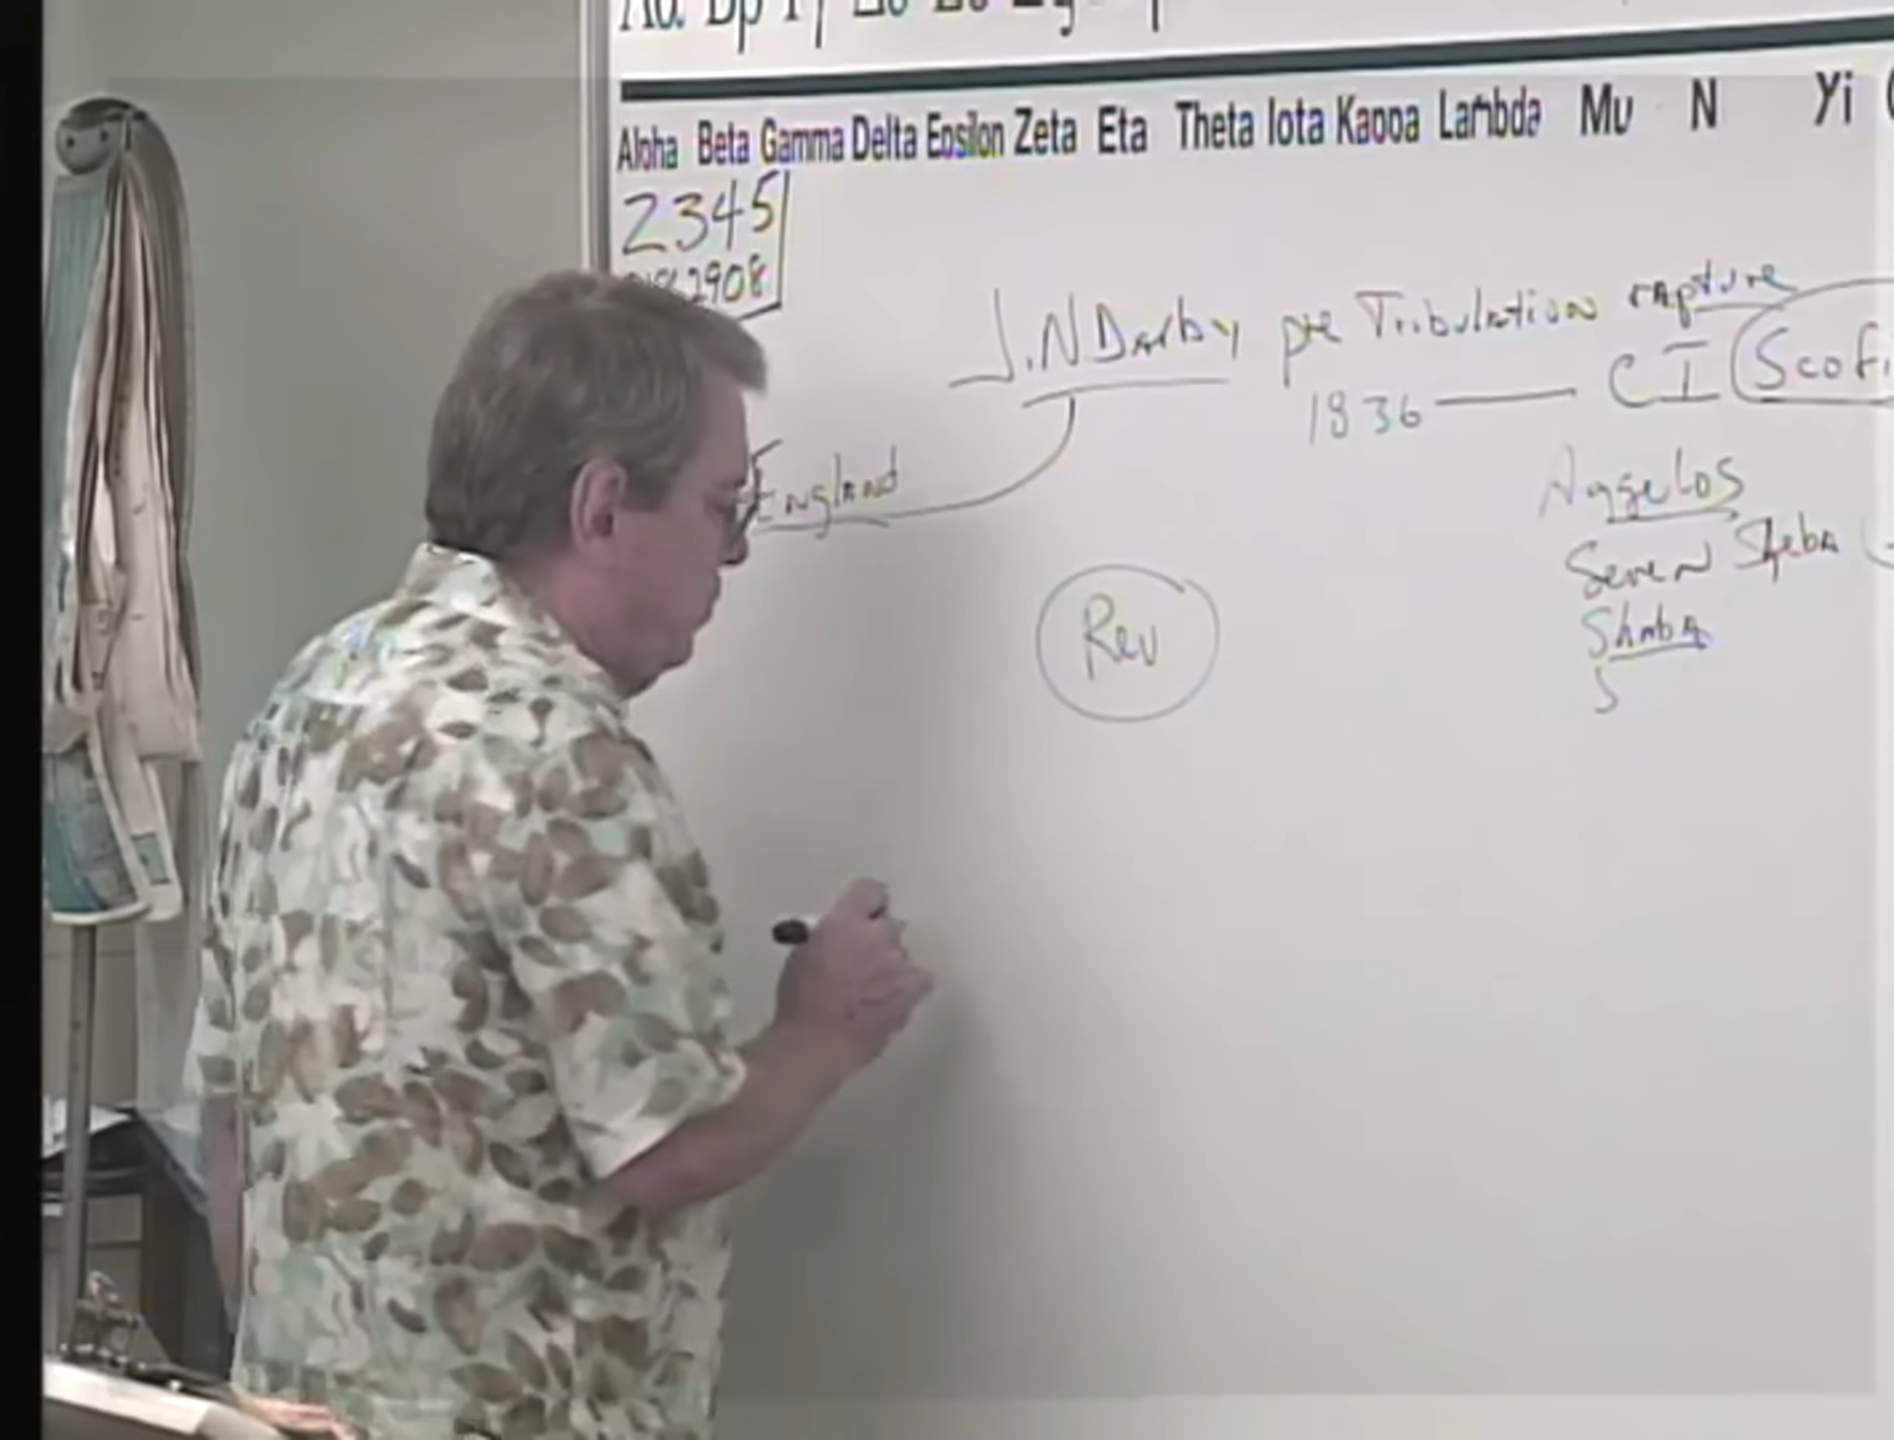 Alpha Beta Gamma Delta Epsilon Zeta Eta Theta Iota Kappa Lambda Mu N
2345
2908
J.N Darby pre Tribulation rapture
1836 — CI Scofi
England
Aggelos
Rev
Seven Sheba
Shaba
S